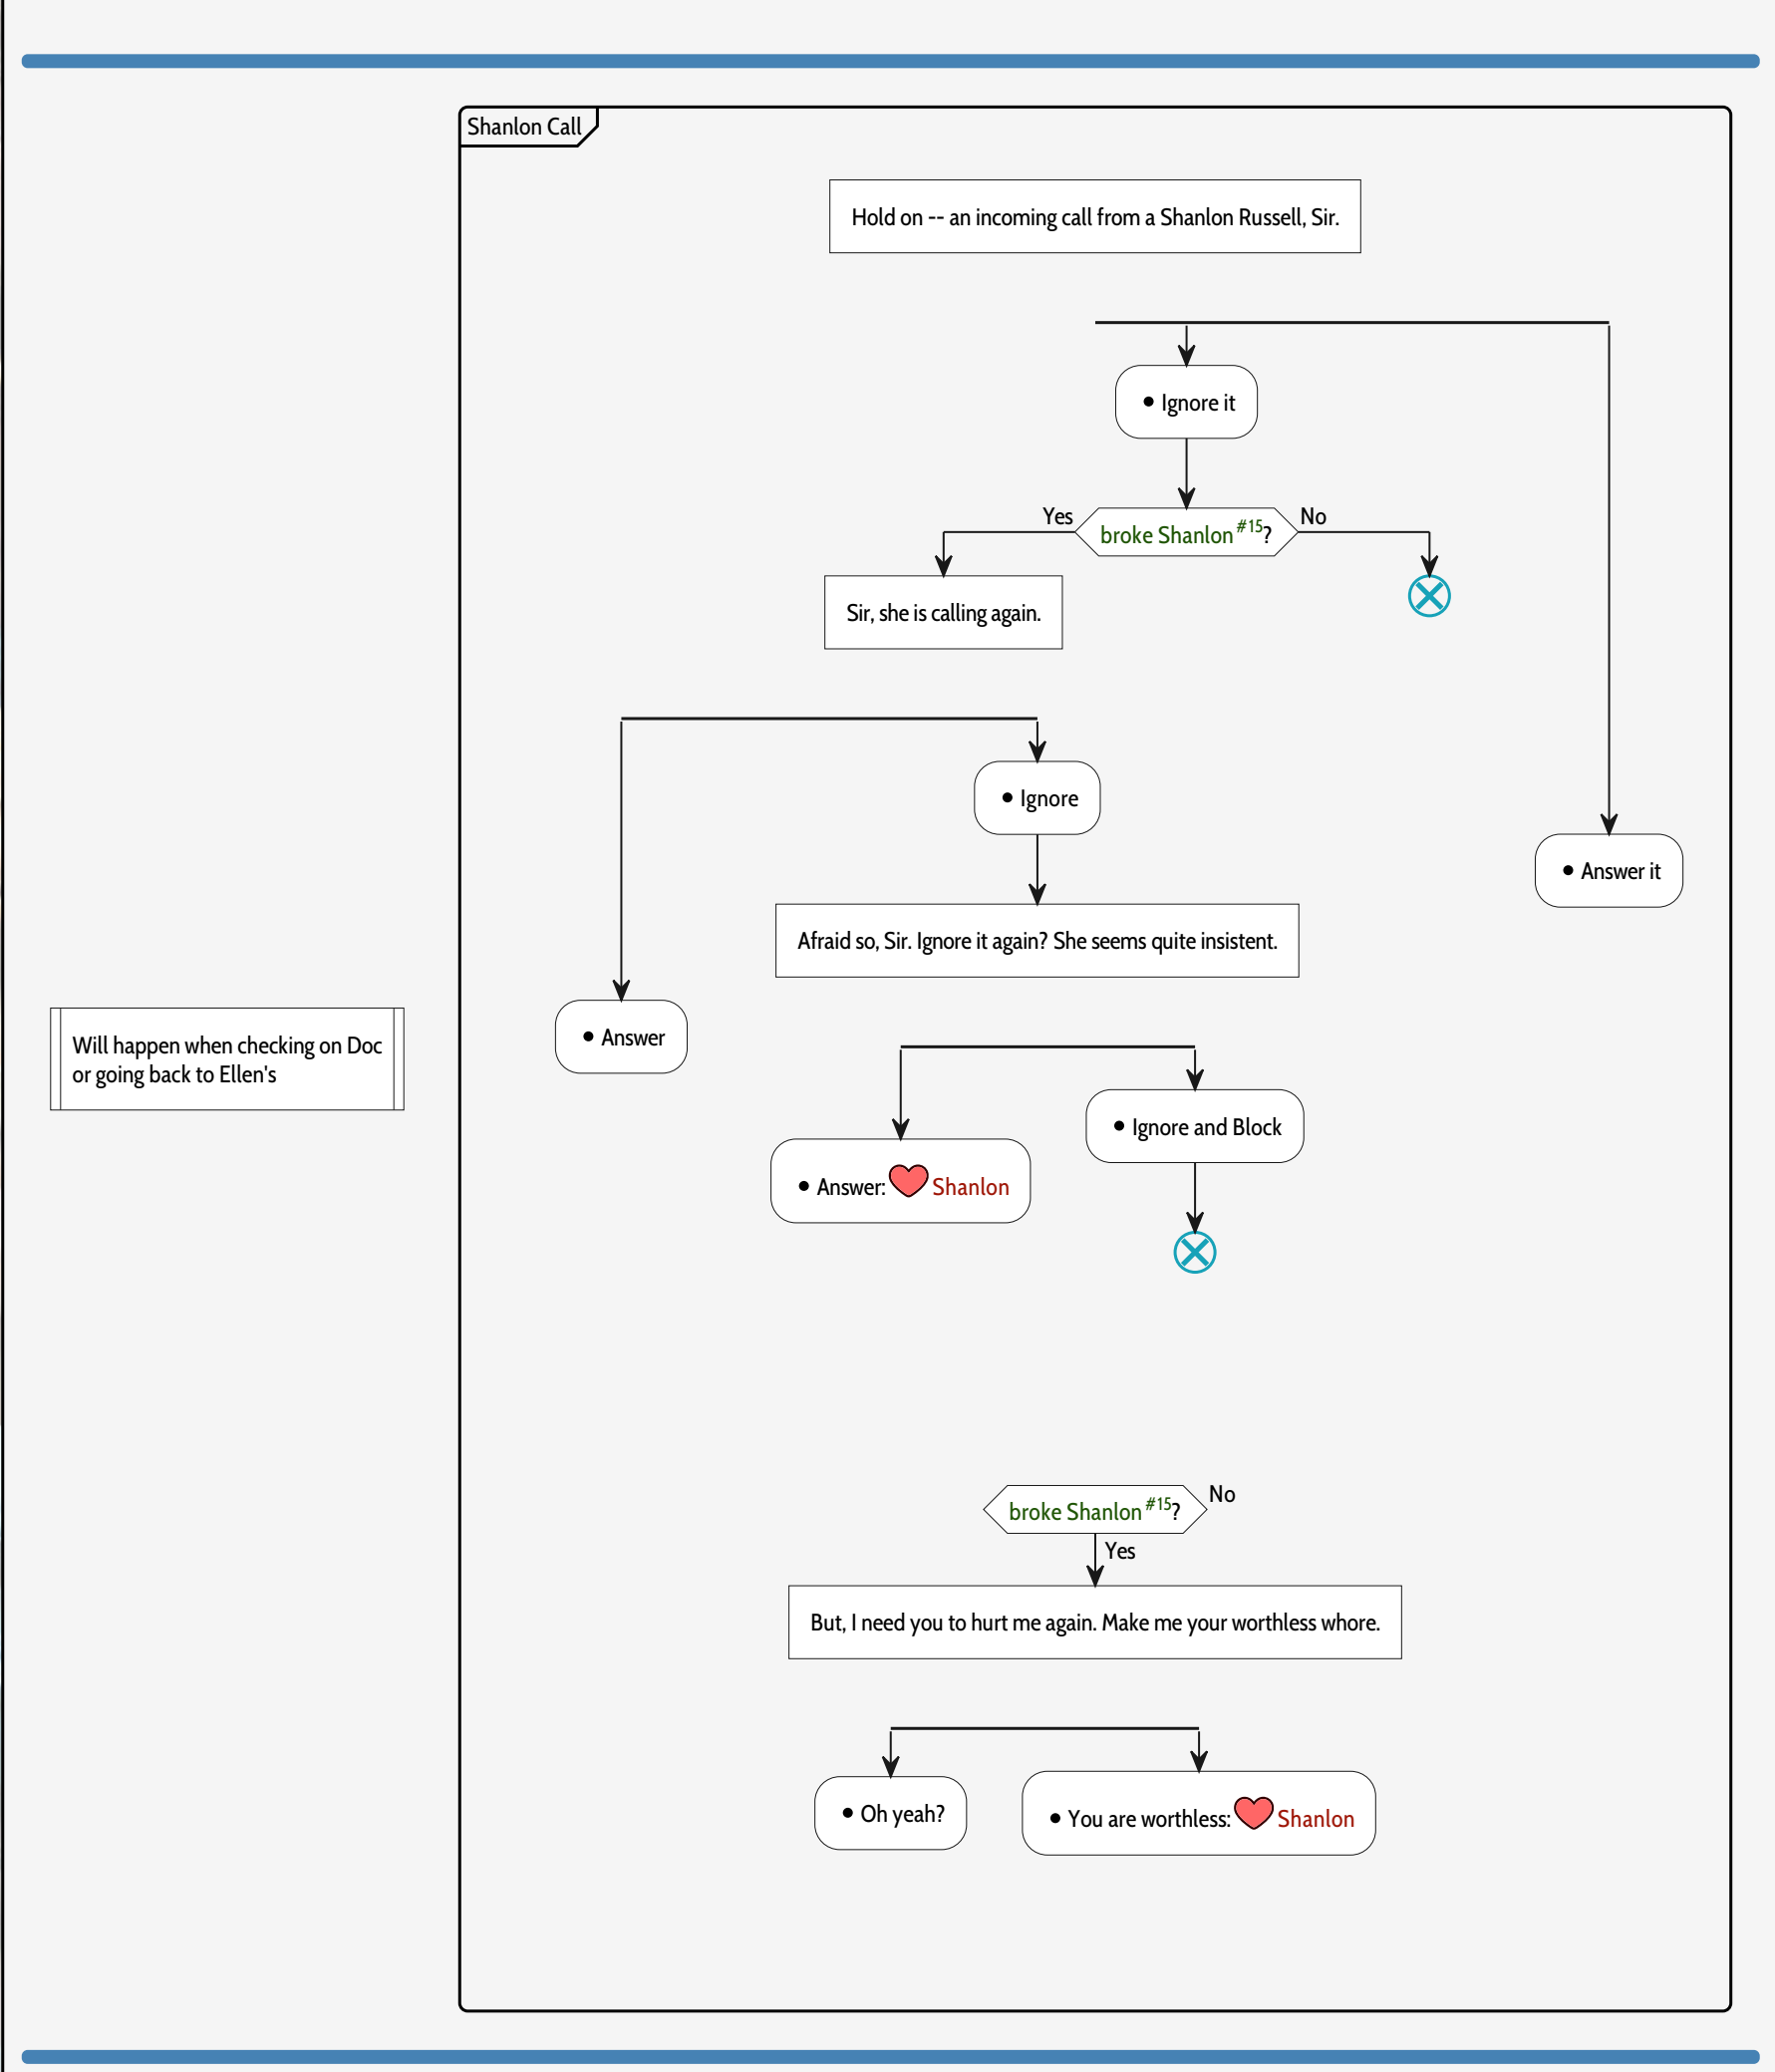 Shanlon Call
Hold on -- an incoming call from a Shanlon Russell, Sir.
• Ignore it
Yes
broke Shanlon #15?
No
Sir, she is calling again.
• Ignore
• Answer it
Afraid so, Sir. Ignore it again? She seems quite insistent.
• Answer
Will happen when checking on Doc
or going back to Ellen's
• Ignore and Block
• Answer: Shanlon
broke Shanlon #15?
No
Yes
But, I need you to hurt me again. Make me your worthless whore.
• Oh yeah?
• You are worthless: Shanlon